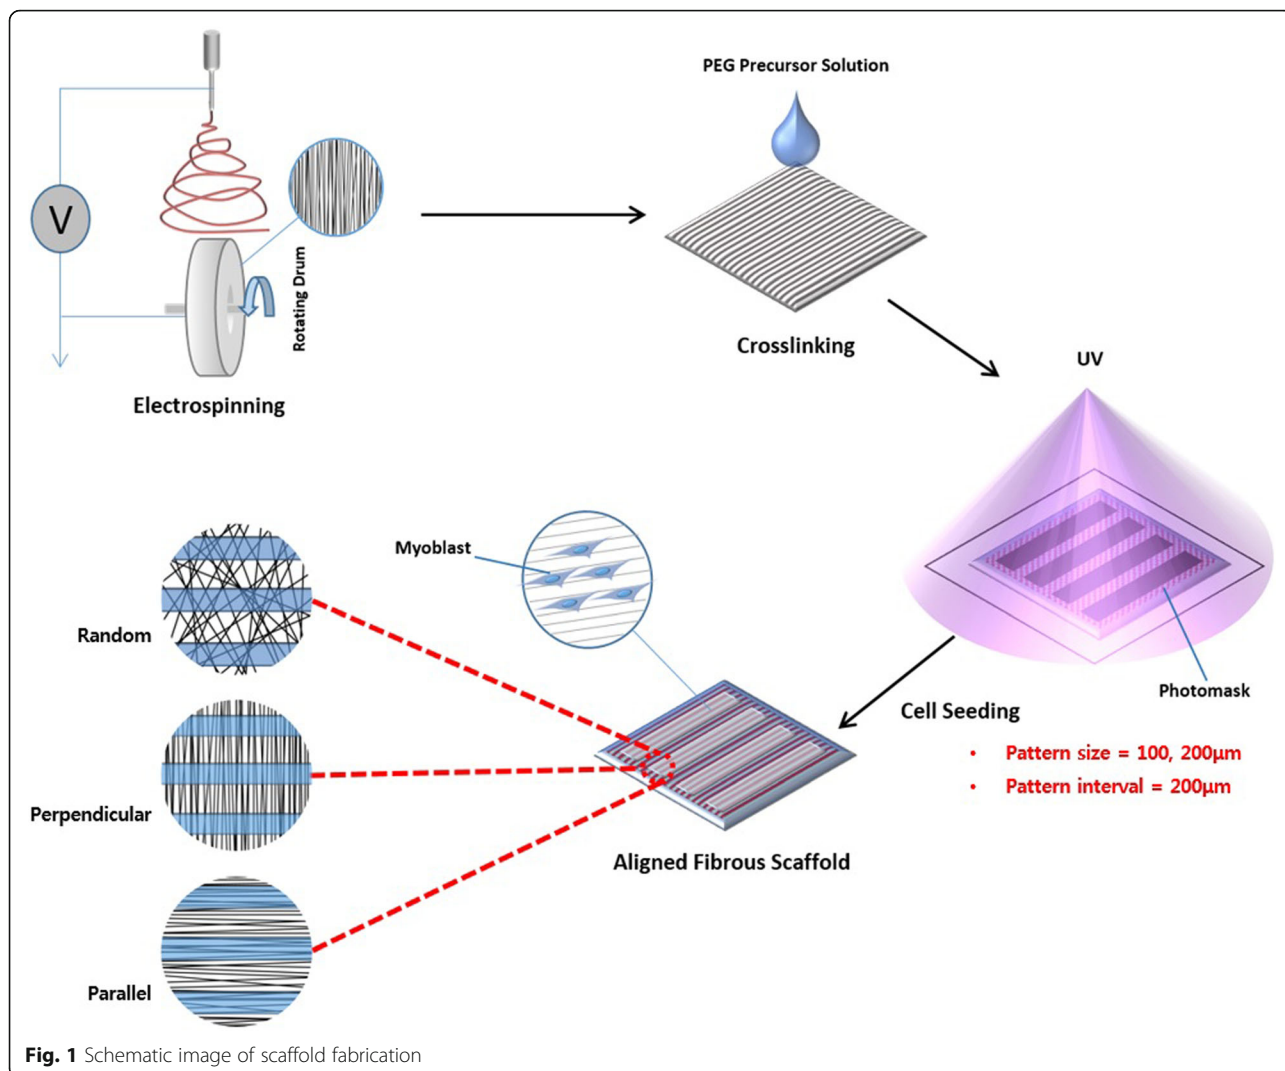 PEG Precursor Solution
V
Rotating Drum
Electrospinning
Crosslinking
UV
Photomask
Cell Seeding
• Pattern size = 100, 200μm
• Pattern interval = 200μm
Myoblast
Random
Perpendicular
Parallel
Aligned Fibrous Scaffold
Fig. 1 Schematic image of scaffold fabrication